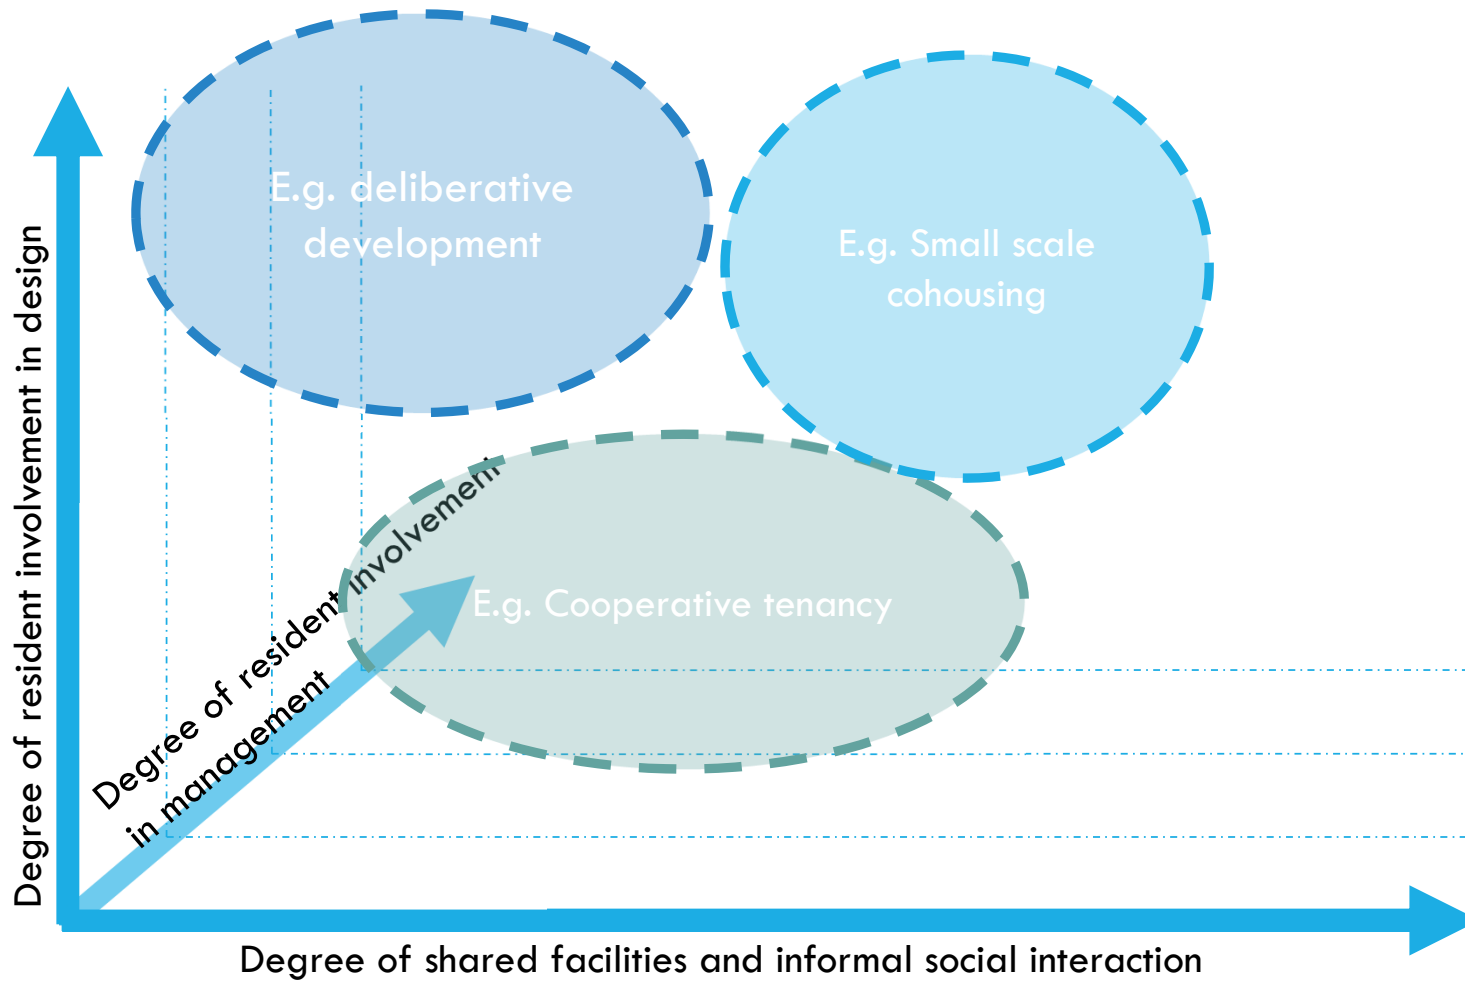 Degree of resident involvement in design
E.g. deliberative
development
E.g. Small scale
cohousing
Degree of resident involvement
in management
E.g. Cooperative tenancy
Degree of shared facilities and informal social interaction